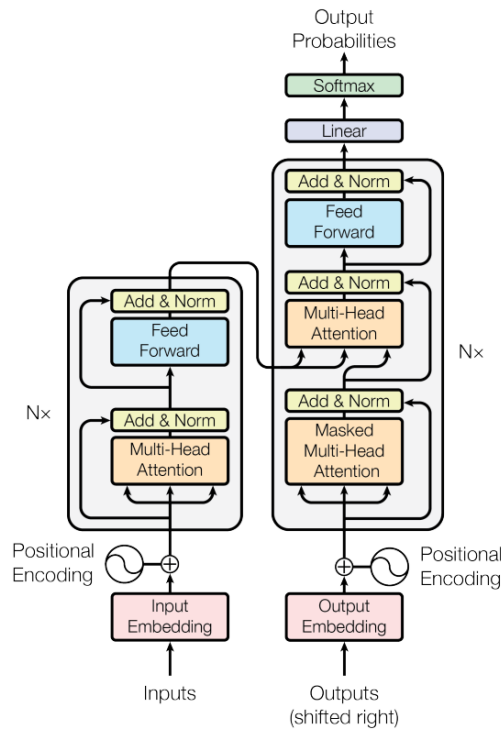 Output
Probabilities
Softmax
Linear
Add & Norm
Feed
Forward
Add & Norm
Multi-Head
Attention
Add & Norm
Masked
Multi-Head
Attention
N×
Positional
Encoding
Output
Embedding
Outputs
(shifted right)
Add & Norm
Feed
Forward
Add & Norm
Multi-Head
Attention
N×
Positional
Encoding
Input
Embedding
Inputs